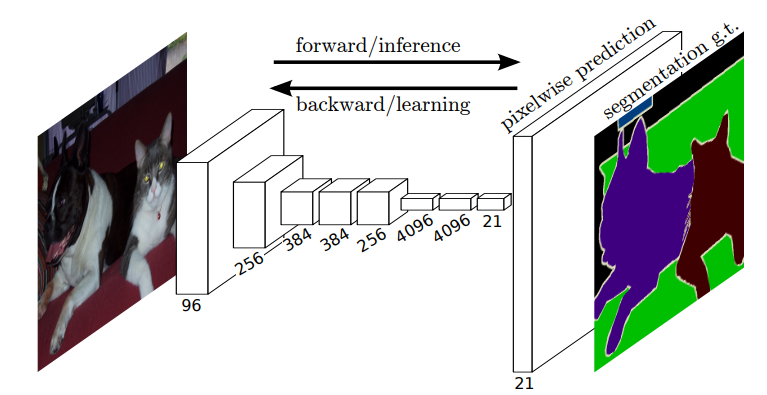 forward/inference
backward/learning
pixelwise prediction
segmentation g.t.
96
256
384
384
256
4096
4096
21
21